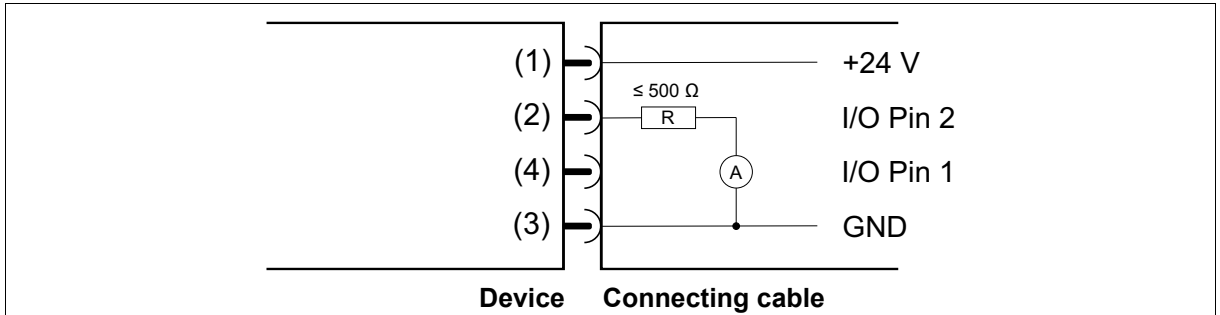 (1) +24 V
≤ 500 Ω
(2) R I/O Pin 2
(4) A I/O Pin 1
(3) GND
Device Connecting cable